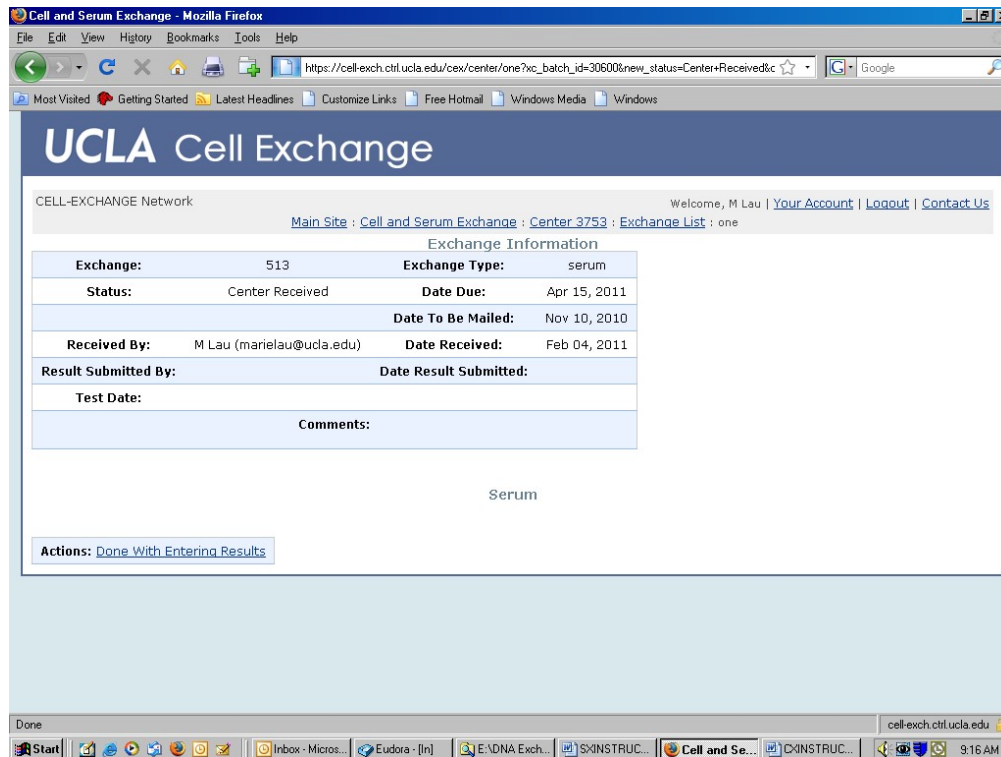 Cell and Serum Exchange - Mozilla Firefox
File Edit View History Bookmarks Tools Help
https://cell-exch.ctrl.ucla.edu/cex/center/one?xc_batch_id=30600&new_status=Center+Received&c Google
Most Visited Getting Started Latest Headlines Customize Links Free Hotmail Windows Media Windows
UCLA Cell Exchange
CELL-EXCHANGE Network Welcome, M Lau | Your Account | Logout | Contact Us
Main Site : Cell and Serum Exchange : Center 3753 : Exchange List : one
Exchange Information
Exchange: 513 Exchange Type: serum
Status: Center Received Date Due: Apr 15, 2011
Date To Be Mailed: Nov 10, 2010
Received By: M Lau (marielau@ucla.edu) Date Received: Feb 04, 2011
Result Submitted By: Date Result Submitted:
Test Date:
Comments:
Serum
Actions: Done With Entering Results
Done cell-exch.ctrl.ucla.edu
Start Inbox - Micros... Eudora - [In] E:\DNA Exch... SXINSTRUC... Cell and Se... CXINSTRUC... 9:16 AM